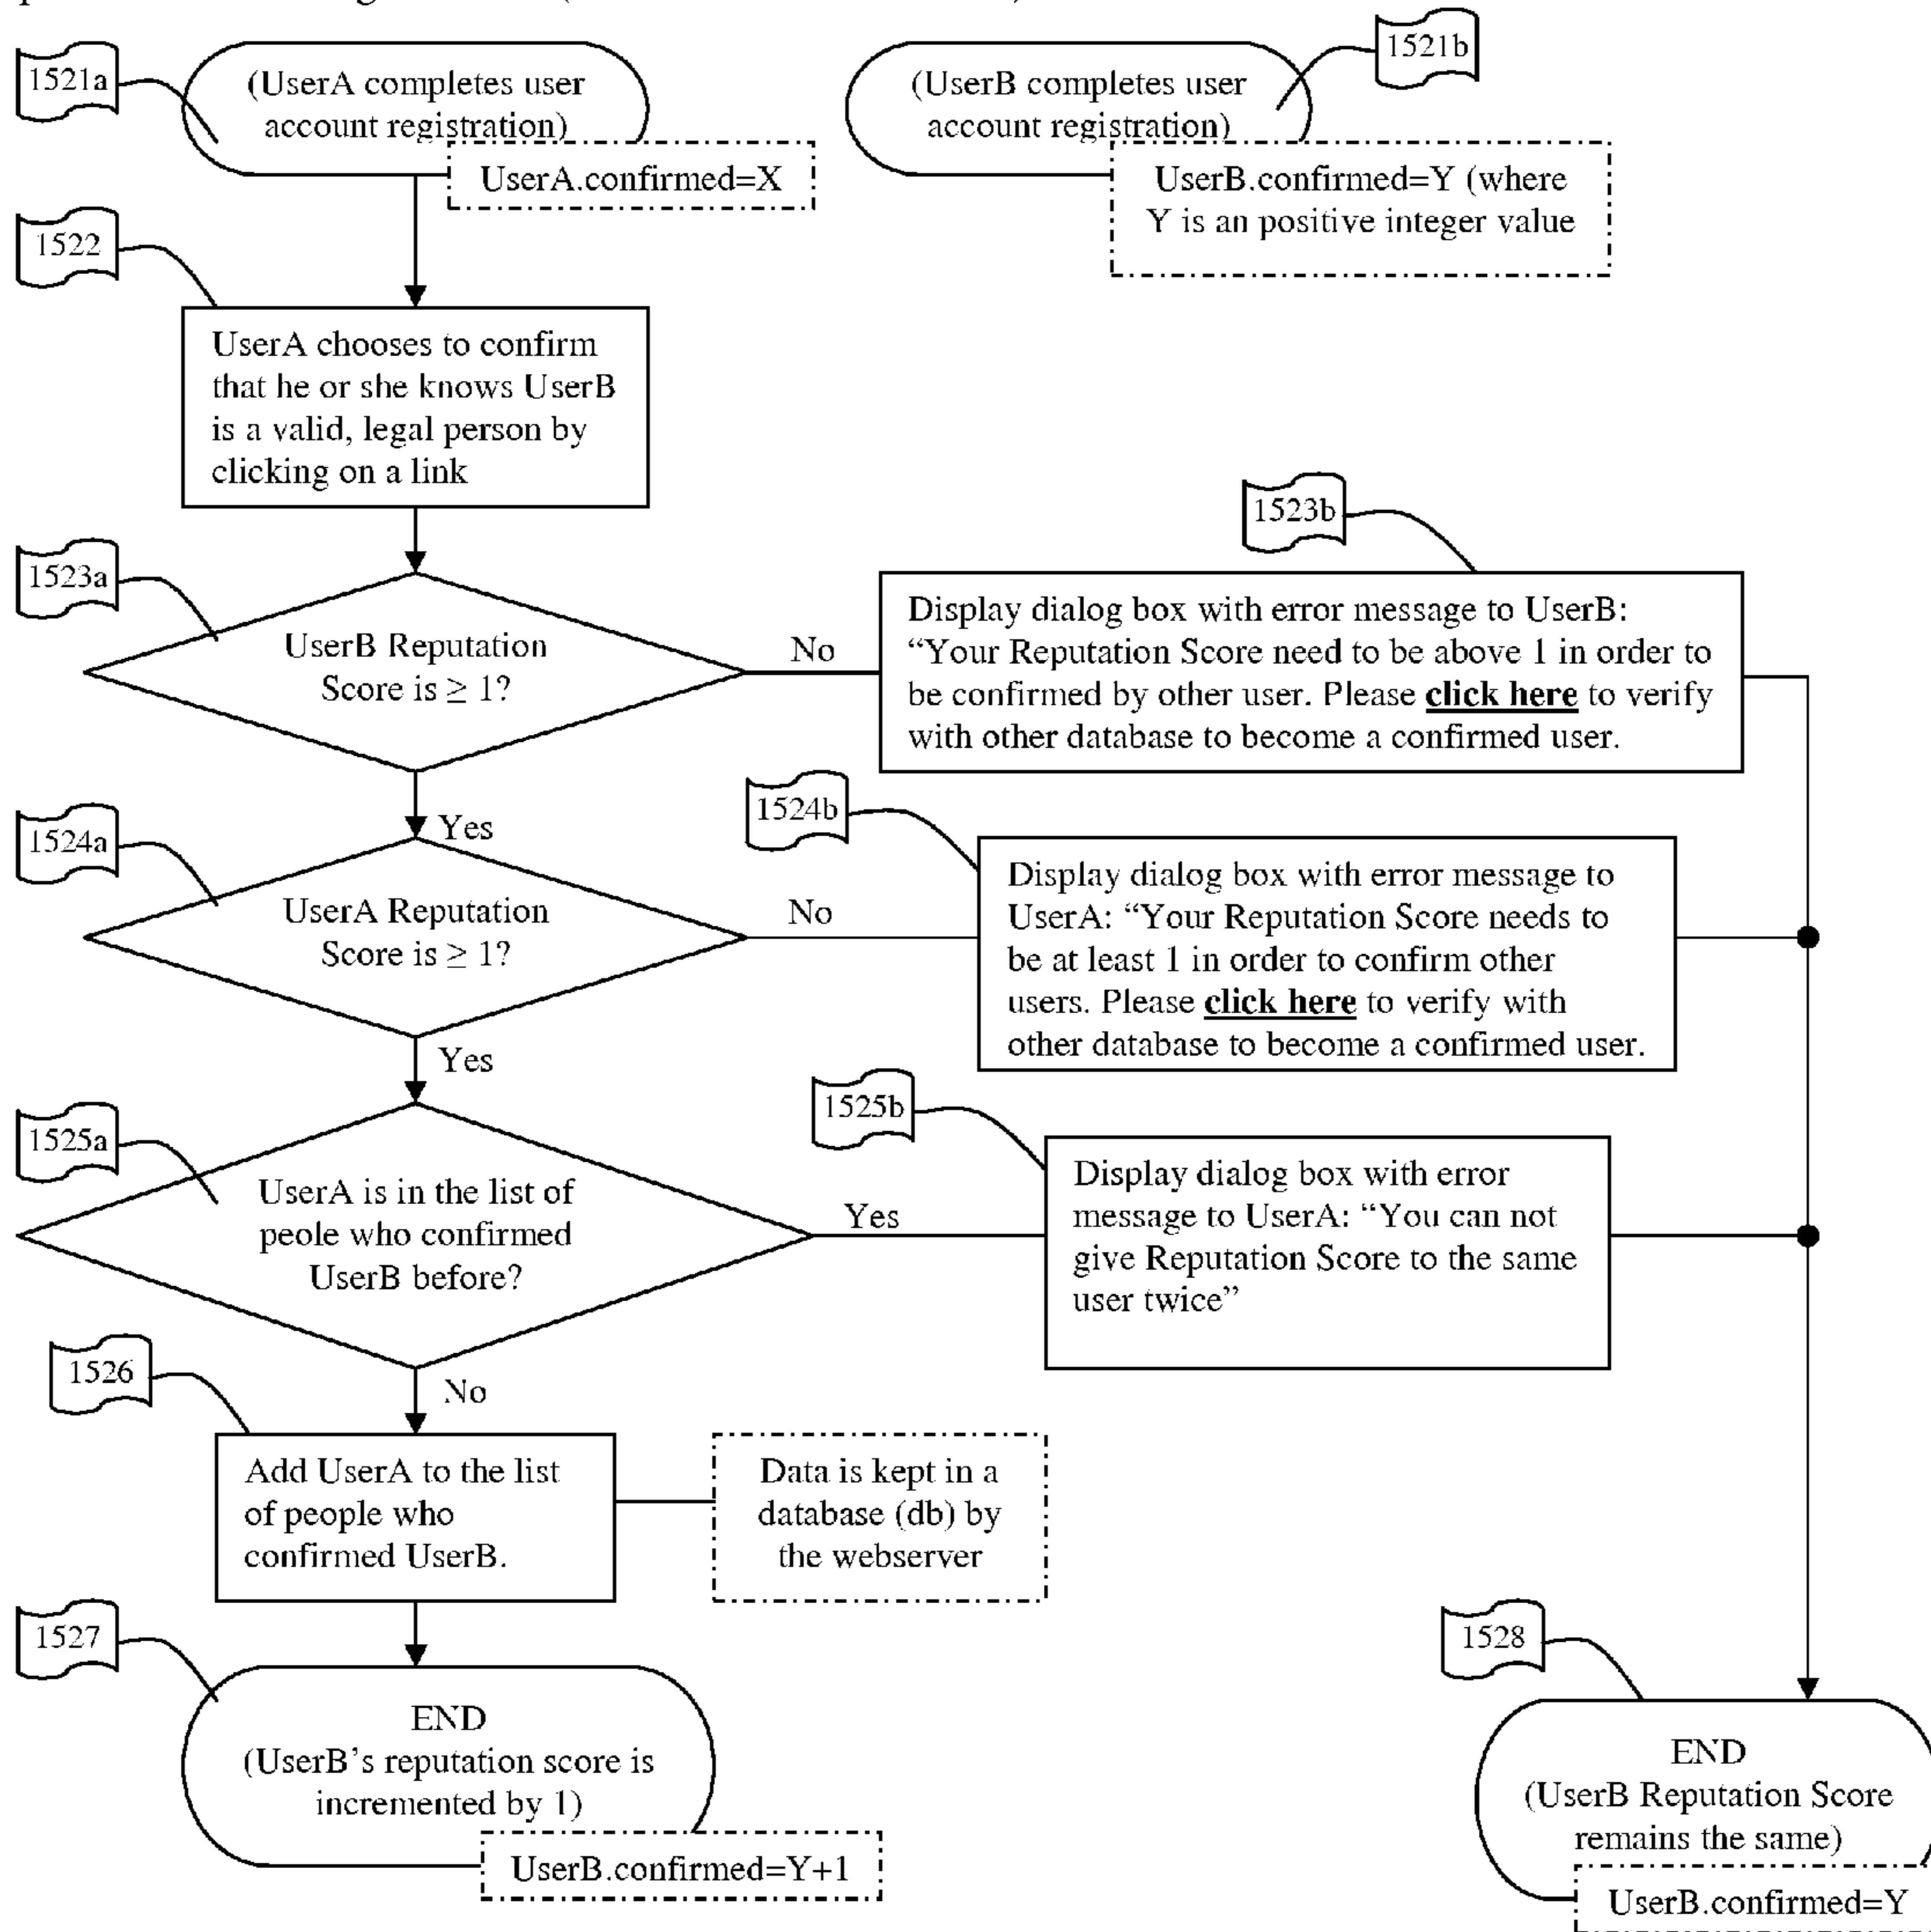 1521a
(UserA completes user
account registration)
UserA.confirmed=X
(UserB completes user
account registration)
1521b
UserB.confirmed=Y (where
Y is an positive integer value
1522
UserA chooses to confirm
that he or she knows UserB
is a valid, legal person by
clicking on a link
1523a
UserB Reputation
Score is ≥ 1?
No
1523b
Display dialog box with error message to UserB:
“Your Reputation Score need to be above 1 in order to
be confirmed by other user. Please click here to verify
with other database to become a confirmed user.
Yes
1524a
UserA Reputation
Score is ≥ 1?
No
1524b
Display dialog box with error message to
UserA: “Your Reputation Score needs to
be at least 1 in order to confirm other
users. Please click here to verify with
other database to become a confirmed user.
Yes
1525a
UserA is in the list of
peole who confirmed
UserB before?
Yes
1525b
Display dialog box with error
message to UserA: “You can not
give Reputation Score to the same
user twice”
No
1526
Add UserA to the list
of people who
confirmed UserB.
Data is kept in a
database (db) by
the webserver
1527
END
(UserB’s reputation score is
incremented by 1)
UserB.confirmed=Y+1
1528
END
(UserB Reputation Score
remains the same)
UserB.confirmed=Y